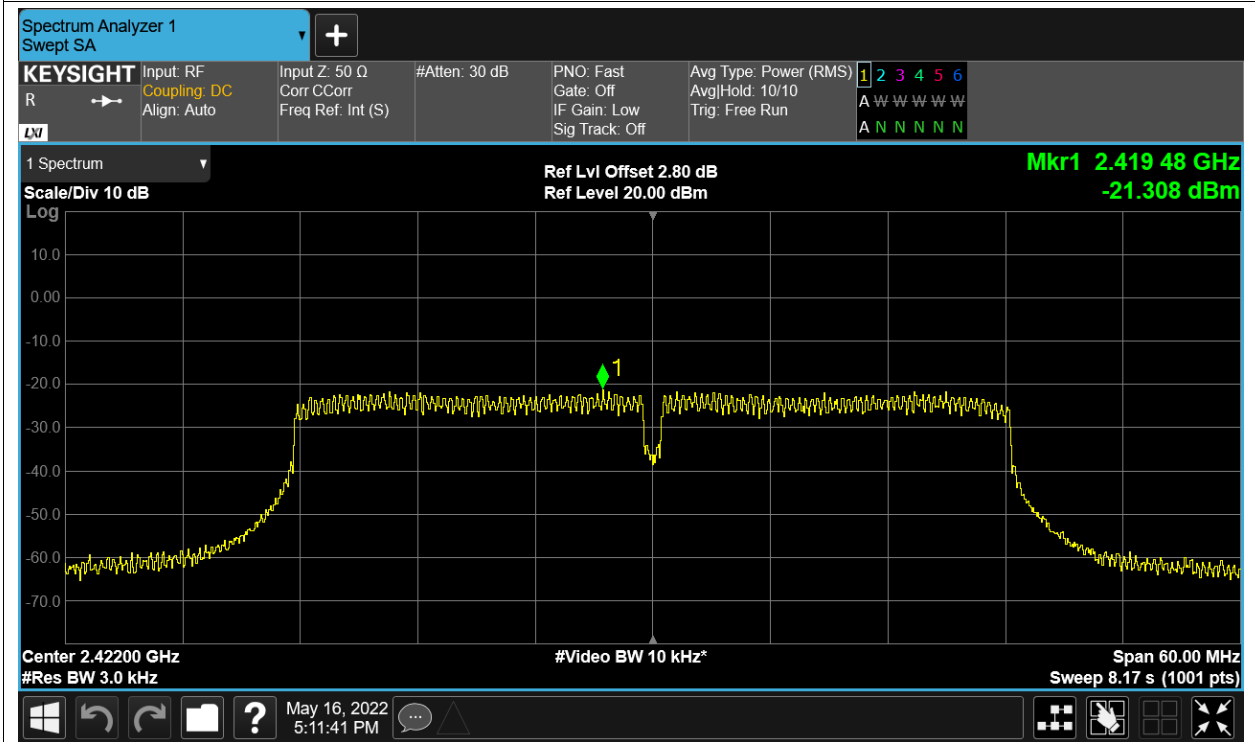 Spectrum Analyzer 1
Swept SA
+
KEYSIGHT
R
LXI
Input: RF
Coupling: DC
Align: Auto
Input Z: 50 Ω
Corr CCorr
Freq Ref: Int (S)
#Atten: 30 dB
PNO: Fast
Gate: Off
IF Gain: Low
Sig Track: Off
Avg Type: Power (RMS)
Avg|Hold: 10/10
Trig: Free Run
1 2 3 4 5 6
A W W W W W
A N N N N N
1 Spectrum
Scale/Div 10 dB
Log
Ref Lvl Offset 2.80 dB
Ref Level 20.00 dBm
Mkr1 2.419 48 GHz
-21.308 dBm
10.0
0.00
-10.0
1
-20.0
-30.0
-40.0
-50.0
-60.0
-70.0
Center 2.42200 GHz
#Res BW 3.0 kHz
#Video BW 10 kHz*
Span 60.00 MHz
Sweep 8.17 s (1001 pts)
?
May 16, 2022
5:11:41 PM